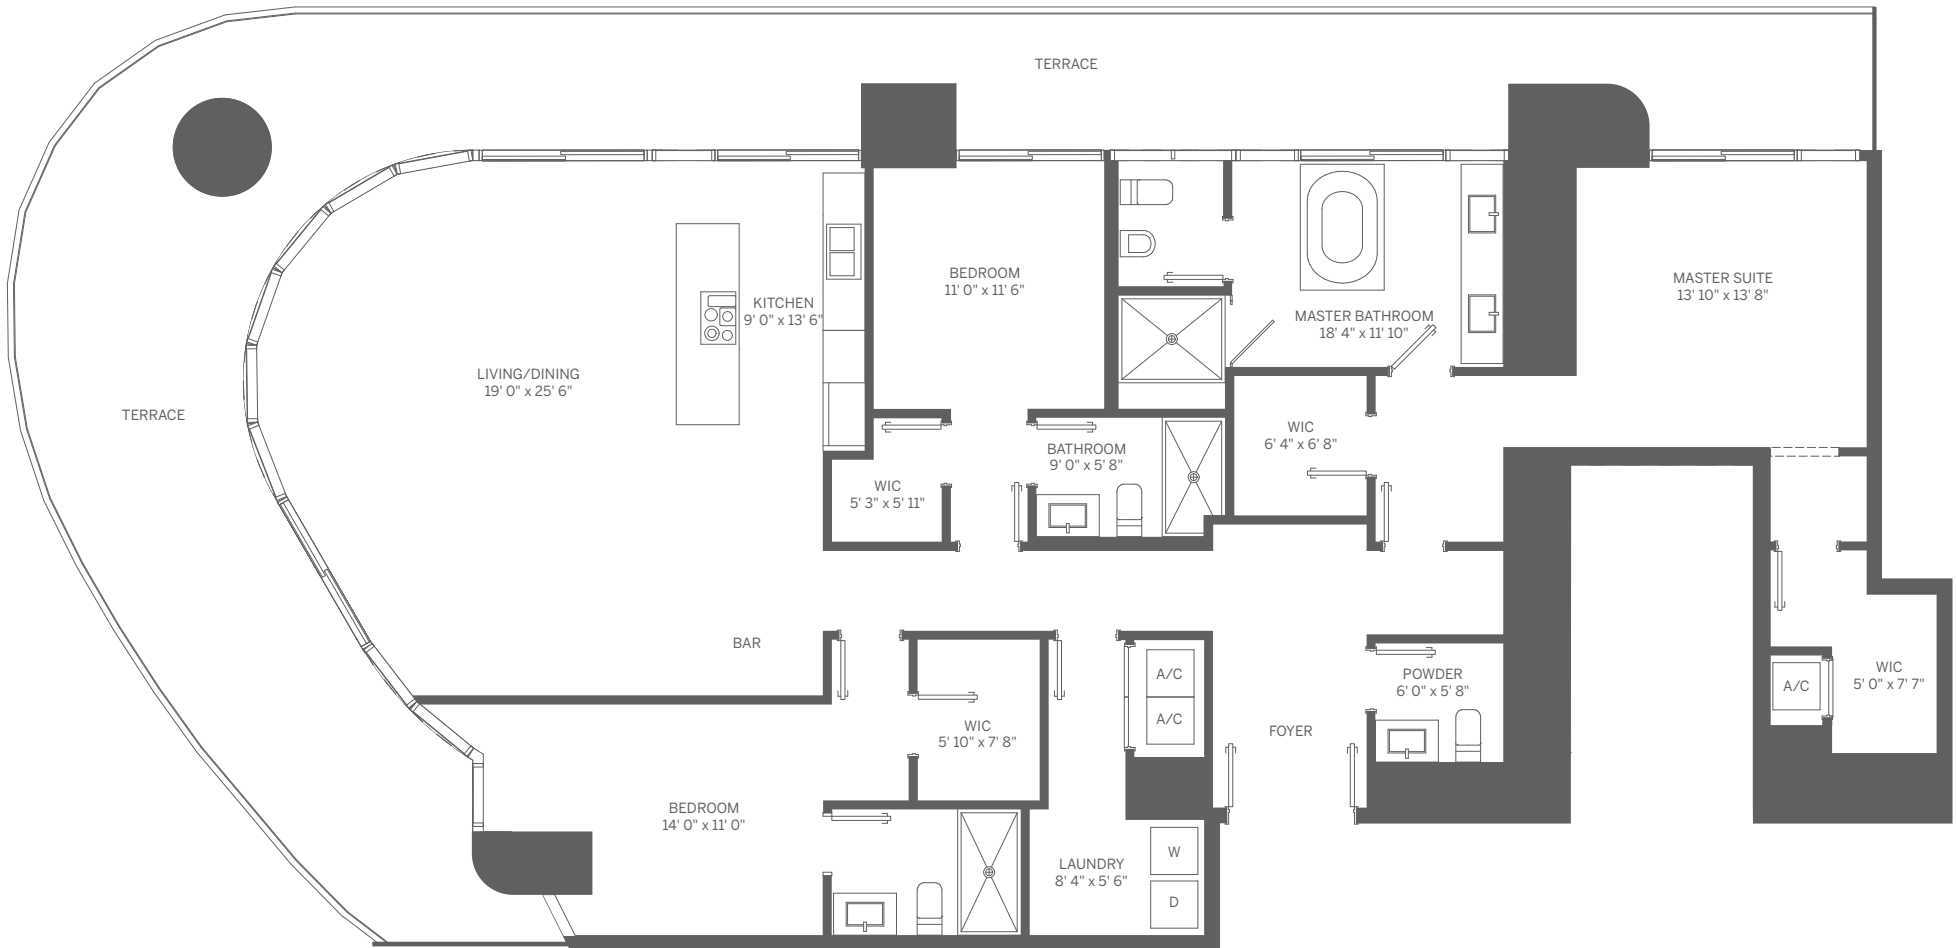 TERRACE
BEDROOM
11' 0" x 11' 6"
MASTER SUITE
13' 10" x 13' 8"
KITCHEN
9' 0" x 13' 6"
MASTER BATHROOM
18' 4" x 11' 10"
LIVING/DINING
19' 0" x 25' 6"
TERRACE
WIC
6' 4" x 6' 8"
BATHROOM
9' 0" x 5' 8"
WIC
5' 3" x 5' 11"
BAR
A/C
A/C
POWDER
6' 0" x 5' 8"
WIC
5' 0" x 7' 7"
A/C
WIC
5' 10" x 7' 8"
FOYER
BEDROOM
14' 0" x 11' 0"
LAUNDRY
8' 4" x 5' 6"
W
D